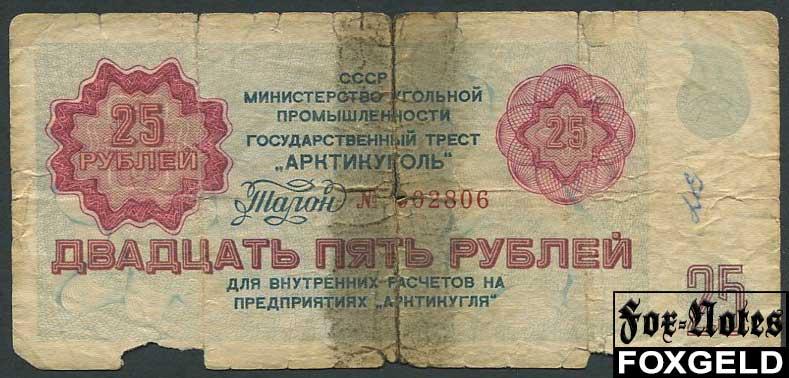 СССР
МИНИСТЕРСТВО УГОЛЬНОЙ
ПРОМЫШЛЕННОСТИ
ГОСУДАРСТВЕННЫЙ ТРЕСТ
„АРКТИКУГОЛЬ"
25
РУБЛЕЙ
25
Талон № 02806
ДВАДЦАТЬ ПЯТЬ РУБЛЕЙ
ДЛЯ ВНУТРЕННИХ РАСЧЕТОВ НА
ПРЕДПРИЯТИЯХ „АРКТИКУГЛЯ"
25
Fox-Notes
FOXGELD